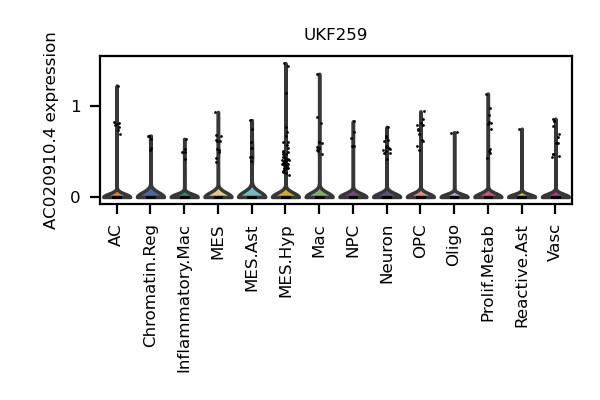 UKF259
AC020910.4 expression
1
0
AC
Chromatin.Reg
Inflammatory.Mac
MES
MES.Ast
MES.Hyp
Mac
NPC
Neuron
OPC
Oligo
Prolif.Metab
Reactive.Ast
Vasc